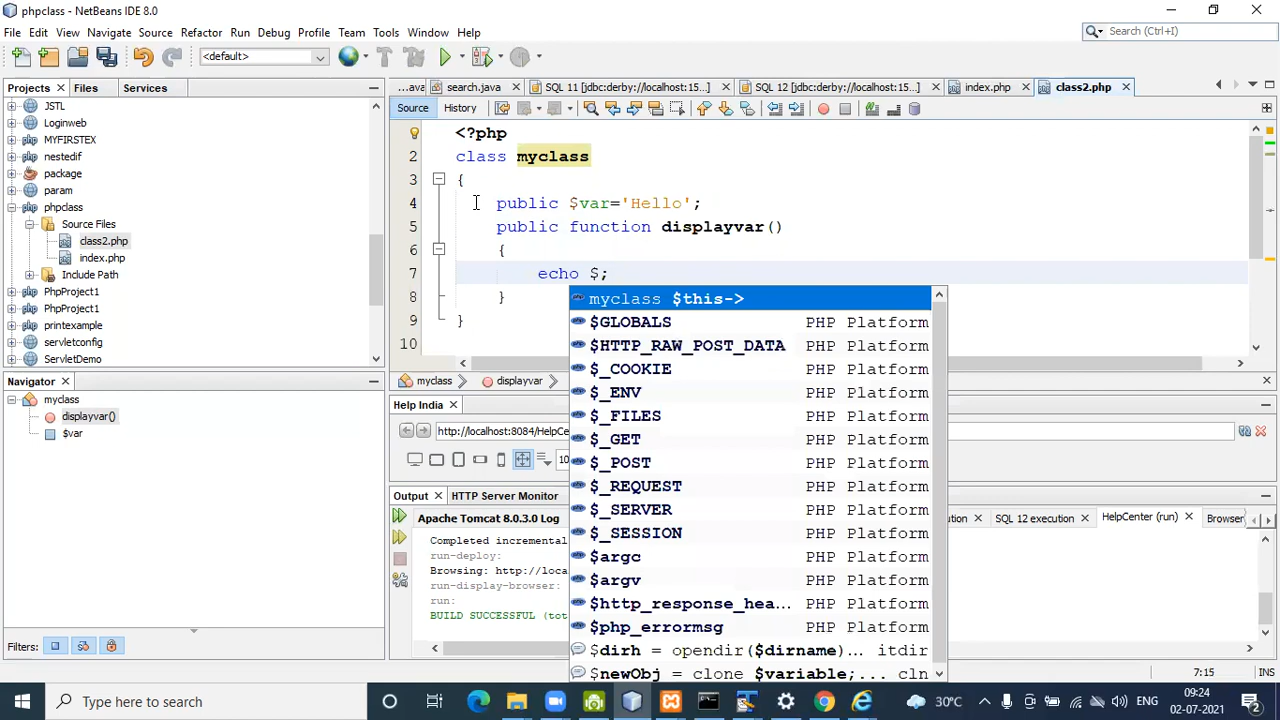 phpclass - NetBeans IDE 8.0
File Edit View Navigate Source Refactor Run Debug Profile Team Tools Window Help
Search (Ctrl+I)
<default>
Projects Files Services
JSTL
Loginweb
MYFIRSTEX
nestedif
package
param
phpclass
Source Files
class2.php
index.php
Include Path
PhpProject1
PhpProject1
printexample
servletconfig
ServletDemo
...ava search.java SQL 11 [jdbc:derby://localhost:15...] SQL 12 [jdbc:derby://localhost:15...] index.php class2.php
Source History
<?php
2 class myclass
3 {
4 public $var='Hello';
5 public function displayvar()
6 {
7 echo $;
8 }
9 }
10
myclass $this->
$GLOBALS PHP Platform
$HTTP_RAW_POST_DATA PHP Platform
$_COOKIE PHP Platform
$_ENV PHP Platform
$_FILES PHP Platform
$_GET PHP Platform
$_POST PHP Platform
$_REQUEST PHP Platform
$_SERVER PHP Platform
$_SESSION PHP Platform
$argc PHP Platform
$argv PHP Platform
$http_response_hea... PHP Platform
$php_errormsg PHP Platform
$dirh = opendir($dirname)... itdir
$newObj = clone $variable;... cln
myclass displayvar
Navigator
myclass
displayvar()
$var
Filters:
Help India
http://localhost:8084/HelpCen
10
Output HTTP Server Monitor
Apache Tomcat 8.0.3.0 Log
tion SQL 12 execution HelpCenter (run) Browser
Completed incremental
run-deploy:
Browsing: http://loca
run-display-browser:
run:
BUILD SUCCESSFUL (tot
7:15 INS
Type here to search
30°C
09:24
02-07-2021
2